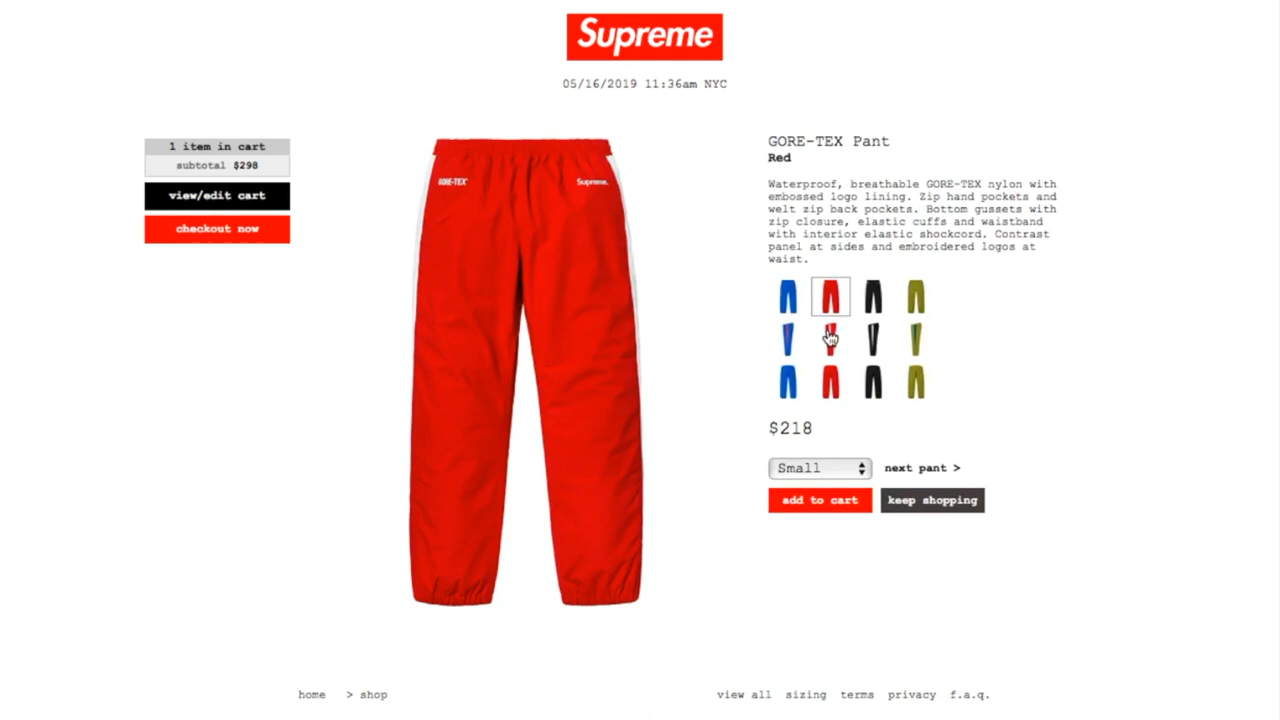 Supreme
05/16/2019 11:36am NYC
1 item in cart
subtotal $298
view/edit cart
checkout now
GORE-TEX
Supreme.
GORE-TEX Pant
Red
Waterproof, breathable GORE-TEX nylon with
embossed logo lining. Zip hand pockets and
welt zip back pockets. Bottom gussets with
zip closure, elastic cuffs and waistband
with interior elastic shockcord. Contrast
panel at sides and embroidered logos at
waist.
$218
Small
next pant >
add to cart
keep shopping
home > shop
view all sizing terms privacy f.a.q.